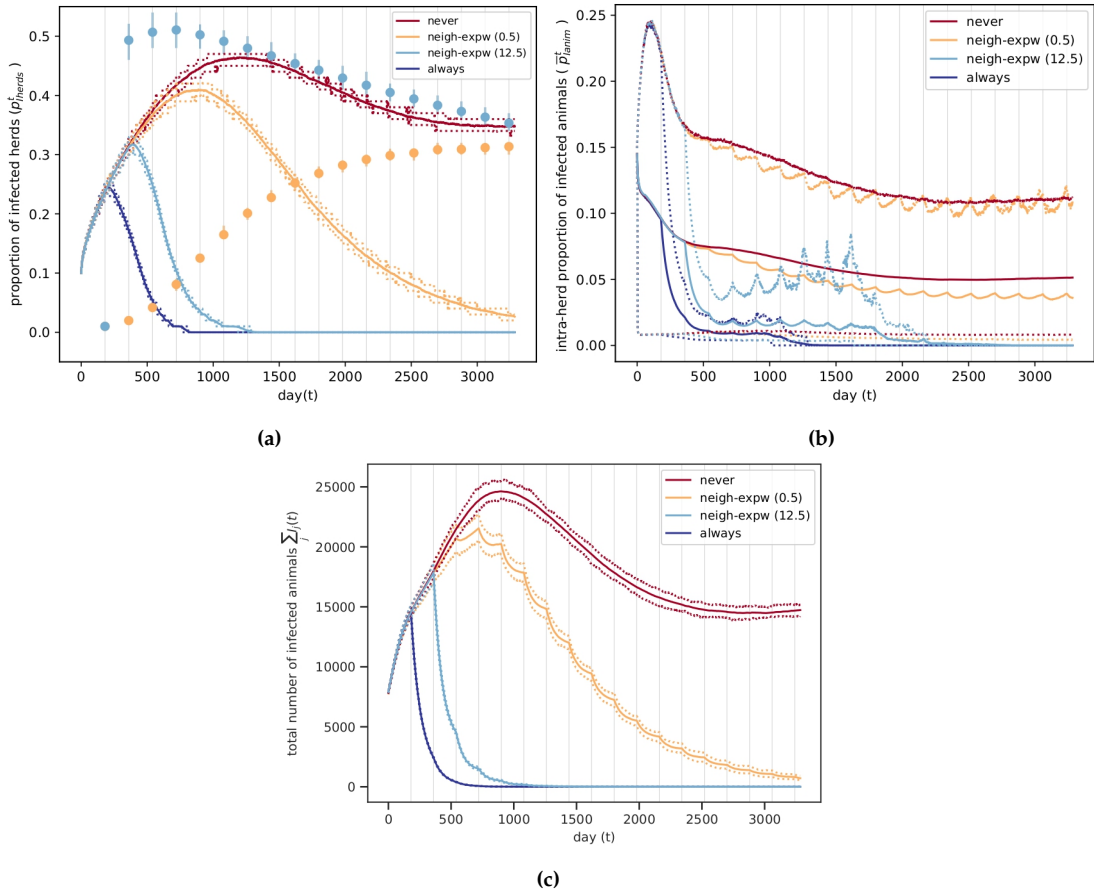 proportion of infected herds (p^t_Iherds)
0.5
0.4
0.3
0.2
0.1
0.0
never
neigh-expw (0.5)
neigh-expw (12.5)
always
0 500 1000 1500 2000 2500 3000
day(t)
(a)
intra-herd proportion of infected animals ( p̅^t_Ianim)
0.25
0.20
0.15
0.10
0.05
0.00
never
neigh-expw (0.5)
neigh-expw (12.5)
always
0 500 1000 1500 2000 2500 3000
day (t)
(b)
total number of infected animals ∑_j I_j(t)
25000
20000
15000
10000
5000
0
never
neigh-expw (0.5)
neigh-expw (12.5)
always
0 500 1000 1500 2000 2500 3000
day (t)
(c)